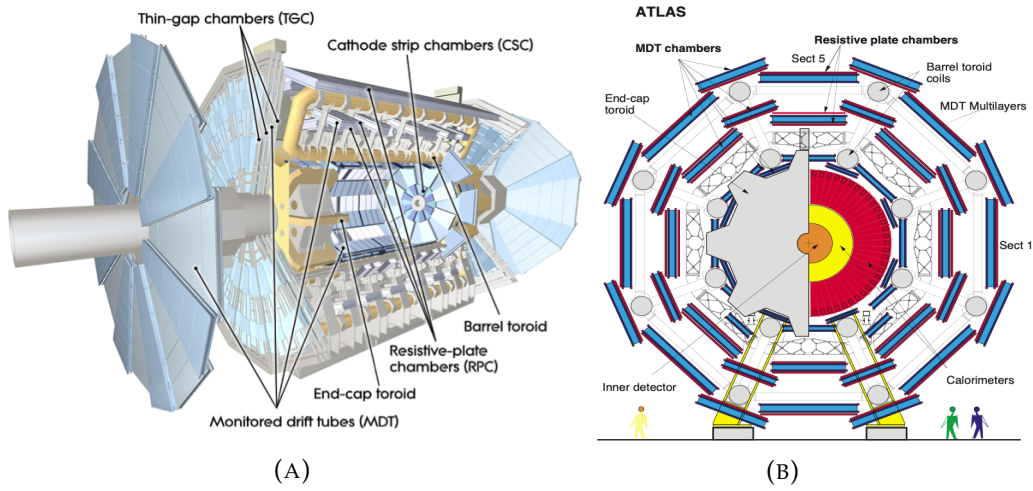 Thin-gap chambers (TGC)
Cathode strip chambers (CSC)
Barrel toroid
Resistive-plate
chambers (RPC)
End-cap toroid
Monitored drift tubes (MDT)
(A)
ATLAS
Resistive plate chambers
MDT chambers
Sect 5
Barrel toroid
coils
End-cap
toroid
MDT Multilayers
Sect 1
Inner detector
Calorimeters
(B)